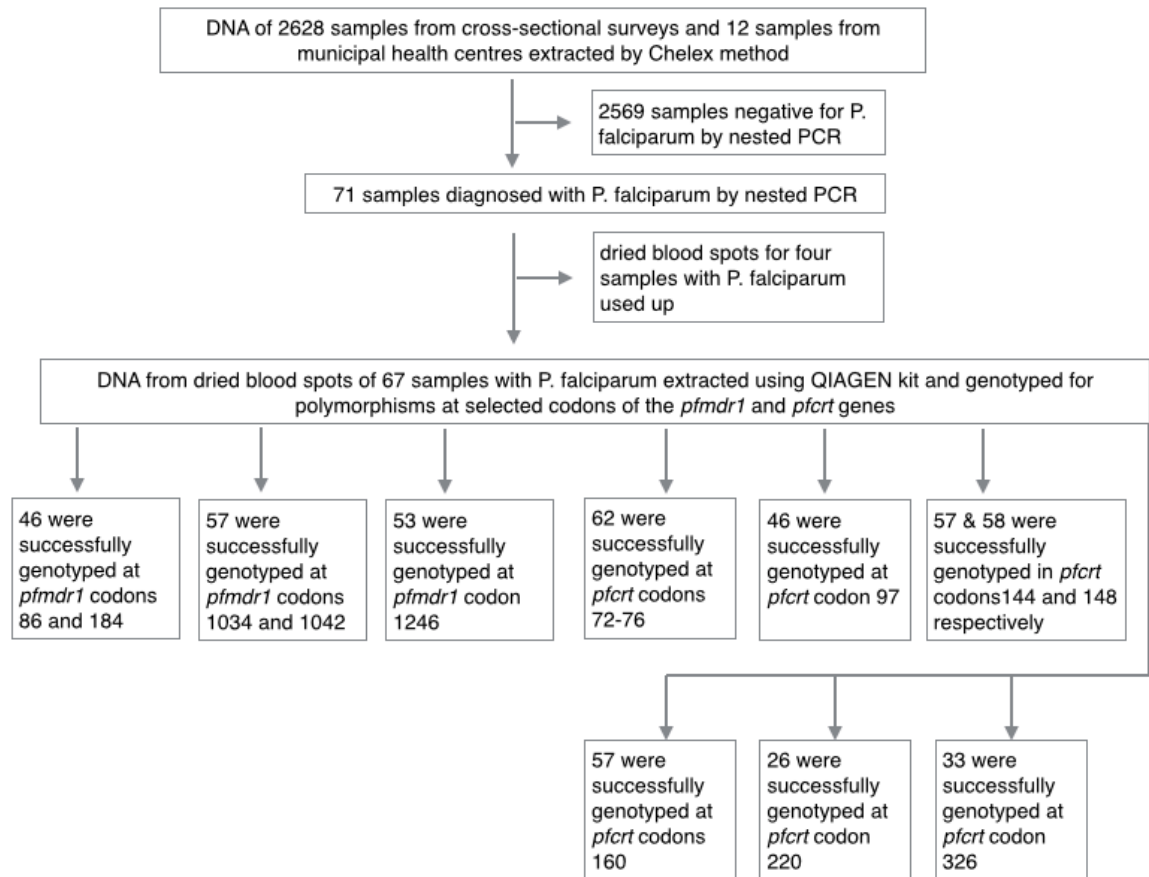 DNA of 2628 samples from cross-sectional surveys and 12 samples from
municipal health centres extracted by Chelex method
2569 samples negative for P.
falciparum by nested PCR
71 samples diagnosed with P. falciparum by nested PCR
dried blood spots for four
samples with P. falciparum
used up
DNA from dried blood spots of 67 samples with P. falciparum extracted using QIAGEN kit and genotyped for
polymorphisms at selected codons of the pfmdr1 and pfcrt genes
46 were
successfully
genotyped at
pfmdr1 codons
86 and 184
57 were
successfully
genotyped at
pfmdr1 codons
1034 and 1042
53 were
successfully
genotyped at
pfmdr1 codon
1246
62 were
successfully
genotyped at
pfcrt codons
72-76
46 were
successfully
genotyped at
pfcrt codon 97
57 & 58 were
successfully
genotyped in pfcrt
codons144 and 148
respectively
57 were
successfully
genotyped at
pfcrt codons
160
26 were
successfully
genotyped at
pfcrt codon
220
33 were
successfully
genotyped at
pfcrt codon
326